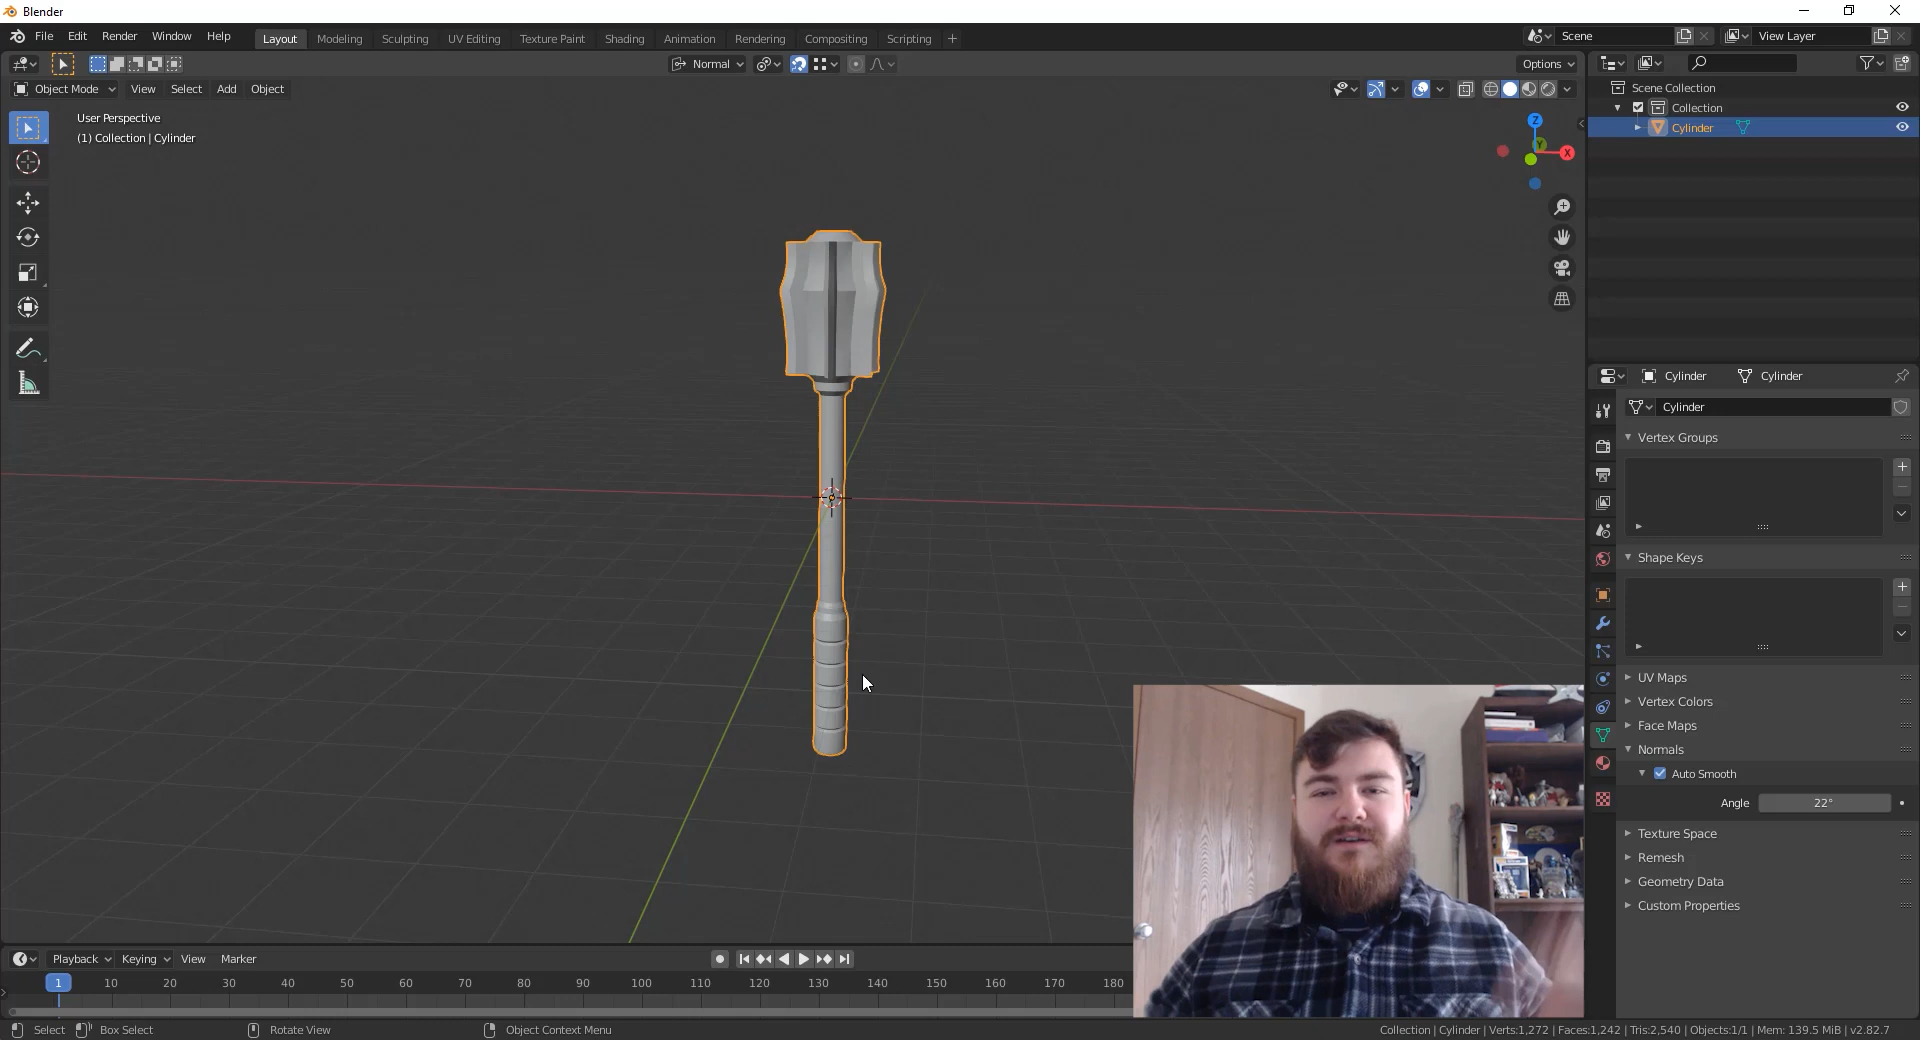 Blender
File Edit Render Window Help Layout Modeling Sculpting UV Editing Texture Paint Shading Animation Rendering Compositing Scripting + Scene View Layer
Normal Options
Object Mode View Select Add Object
User Perspective
(1) Collection | Cylinder
Z
Y
X
Scene Collection
Collection
Cylinder
Cylinder Cylinder
Cylinder
Vertex Groups
Shape Keys
UV Maps
Vertex Colors
Face Maps
Normals
Auto Smooth
Angle 22°
Texture Space
Remesh
Geometry Data
Custom Properties
Playback Keying View Marker
1 10 20 30 40 50 60 70 80 90 100 110 120 130 140 150 160 170 180
Select Box Select Rotate View Object Context Menu Collection | Cylinder | Verts:1,272 | Faces:1,242 | Tris:2,540 | Objects:1/1 | Mem: 139.5 MiB | v2.82.7